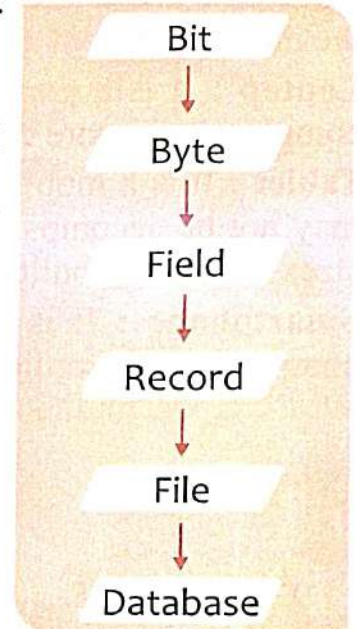 Bit
Byte
Field
Record
File
Database